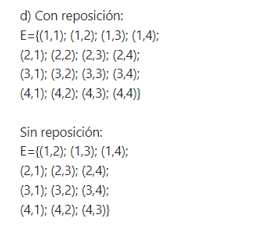 d) Con reposición:
E={(1,1); (1,2); (1,3); (1,4);
(2,1); (2,2); (2,3); (2,4);
(3,1); (3,2); (3,3); (3,4);
(4,1); (4,2); (4,3); (4,4)}
Sin reposición:
E={(1,2); (1,3); (1,4);
(2,1); (2,3); (2,4);
(3,1); (3,2); (3,4);
(4,1); (4,2); (4,3)}